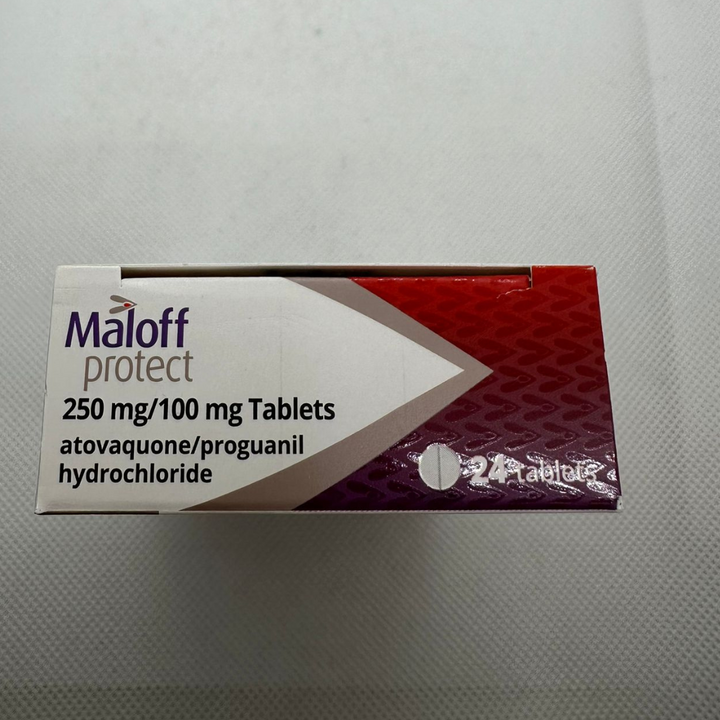 Maloff
protect
250 mg/100 mg Tablets
atovaquone/proguanil
hydrochloride
24 tablets